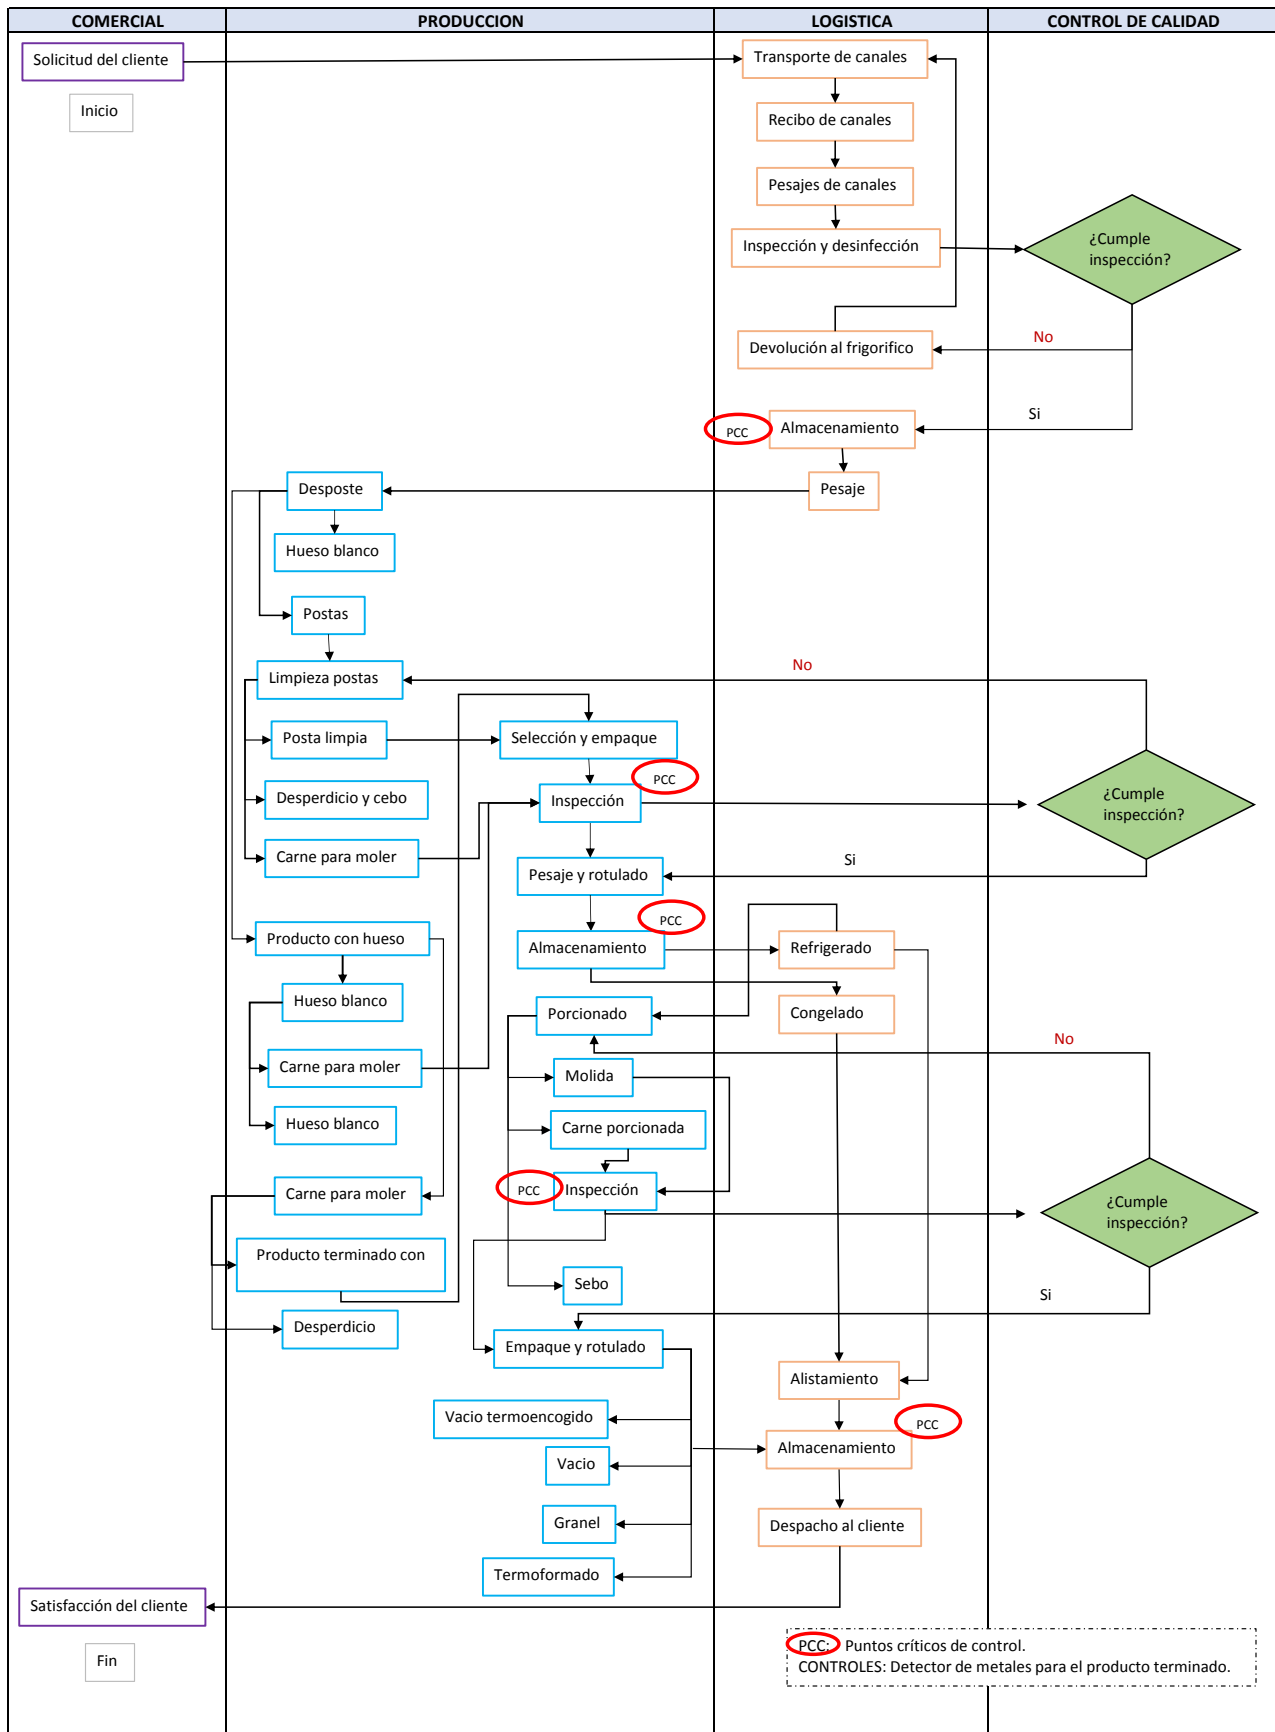 COMERCIAL
PRODUCCION
LOGISTICA
CONTROL DE CALIDAD
Solicitud del cliente
Transporte de canales
Inicio
Recibo de canales
Pesajes de canales
Inspección y desinfección
¿Cumple
inspección?
Devolución al frigorifico
No
Si
PCC
Almacenamiento
Desposte
Pesaje
Hueso blanco
Postas
No
Limpieza postas
Posta limpia
Selección y empaque
PCC
Desperdicio y cebo
Inspección
¿Cumple
inspección?
Carne para moler
Si
Pesaje y rotulado
PCC
Producto con hueso
Almacenamiento
Refrigerado
Hueso blanco
Porcionado
Congelado
No
Carne para moler
Molida
Hueso blanco
Carne porcionada
Carne para moler
PCC
Inspección
¿Cumple
inspección?
Producto terminado con
Sebo
Si
Desperdicio
Empaque y rotulado
Alistamiento
Vacio termoencogido
PCC
Almacenamiento
Vacio
Granel
Despacho al cliente
Termoformado
Satisfacción del cliente
PCC: Puntos críticos de control.
Fin
CONTROLES: Detector de metales para el producto terminado.